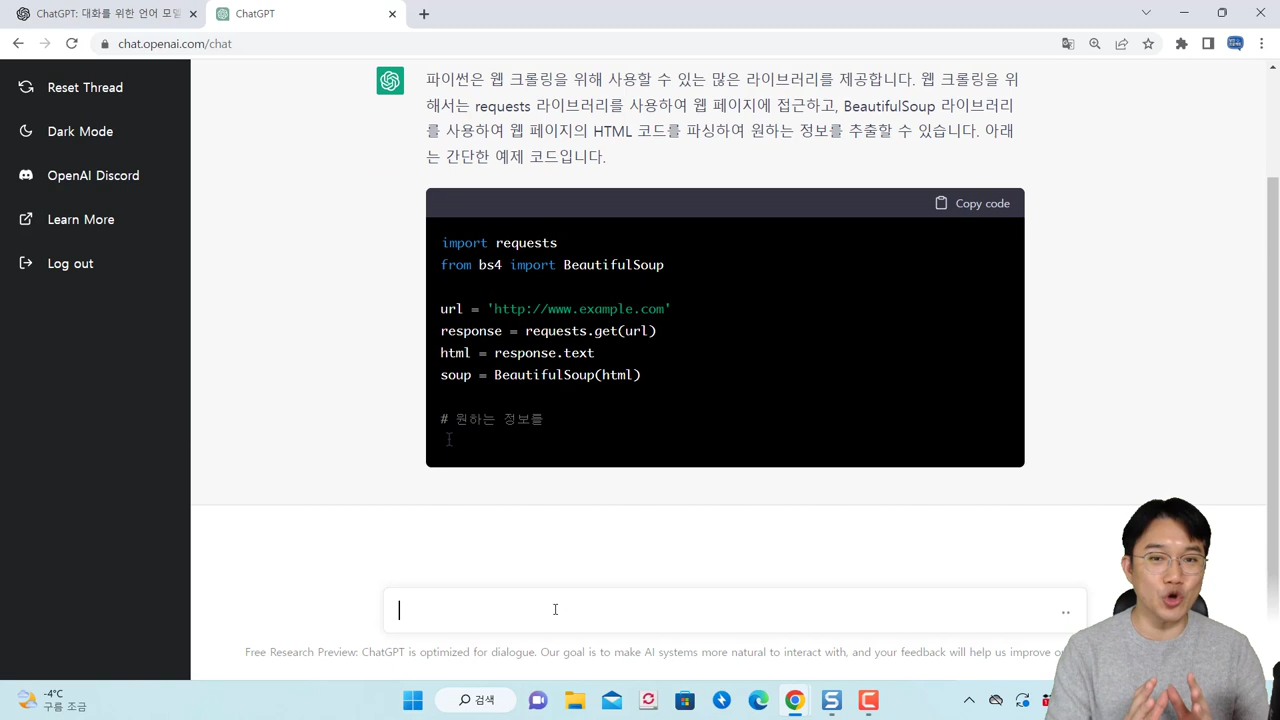 ChatGPT: 대화를 위한 언어 모델
ChatGPT
chat.openai.com/chat
Reset Thread
Dark Mode
OpenAI Discord
Learn More
Log out
파이썬은 웹 크롤링을 위해 사용할 수 있는 많은 라이브러리를 제공합니다. 웹 크롤링을 위
해서는 requests 라이브러리를 사용하여 웹 페이지에 접근하고, BeautifulSoup 라이브러리
를 사용하여 웹 페이지의 HTML 코드를 파싱하여 원하는 정보를 추출할 수 있습니다. 아래
는 간단한 예제 코드입니다.
Copy code
import requests
from bs4 import BeautifulSoup
url = 'http://www.example.com'
response = requests.get(url)
html = response.text
soup = BeautifulSoup(html)
# 원하는 정보를
Free Research Preview: ChatGPT is optimized for dialogue. Our goal is to make AI systems more natural to interact with, and your feedback will help us improve
-4°C
구름 조금
검색